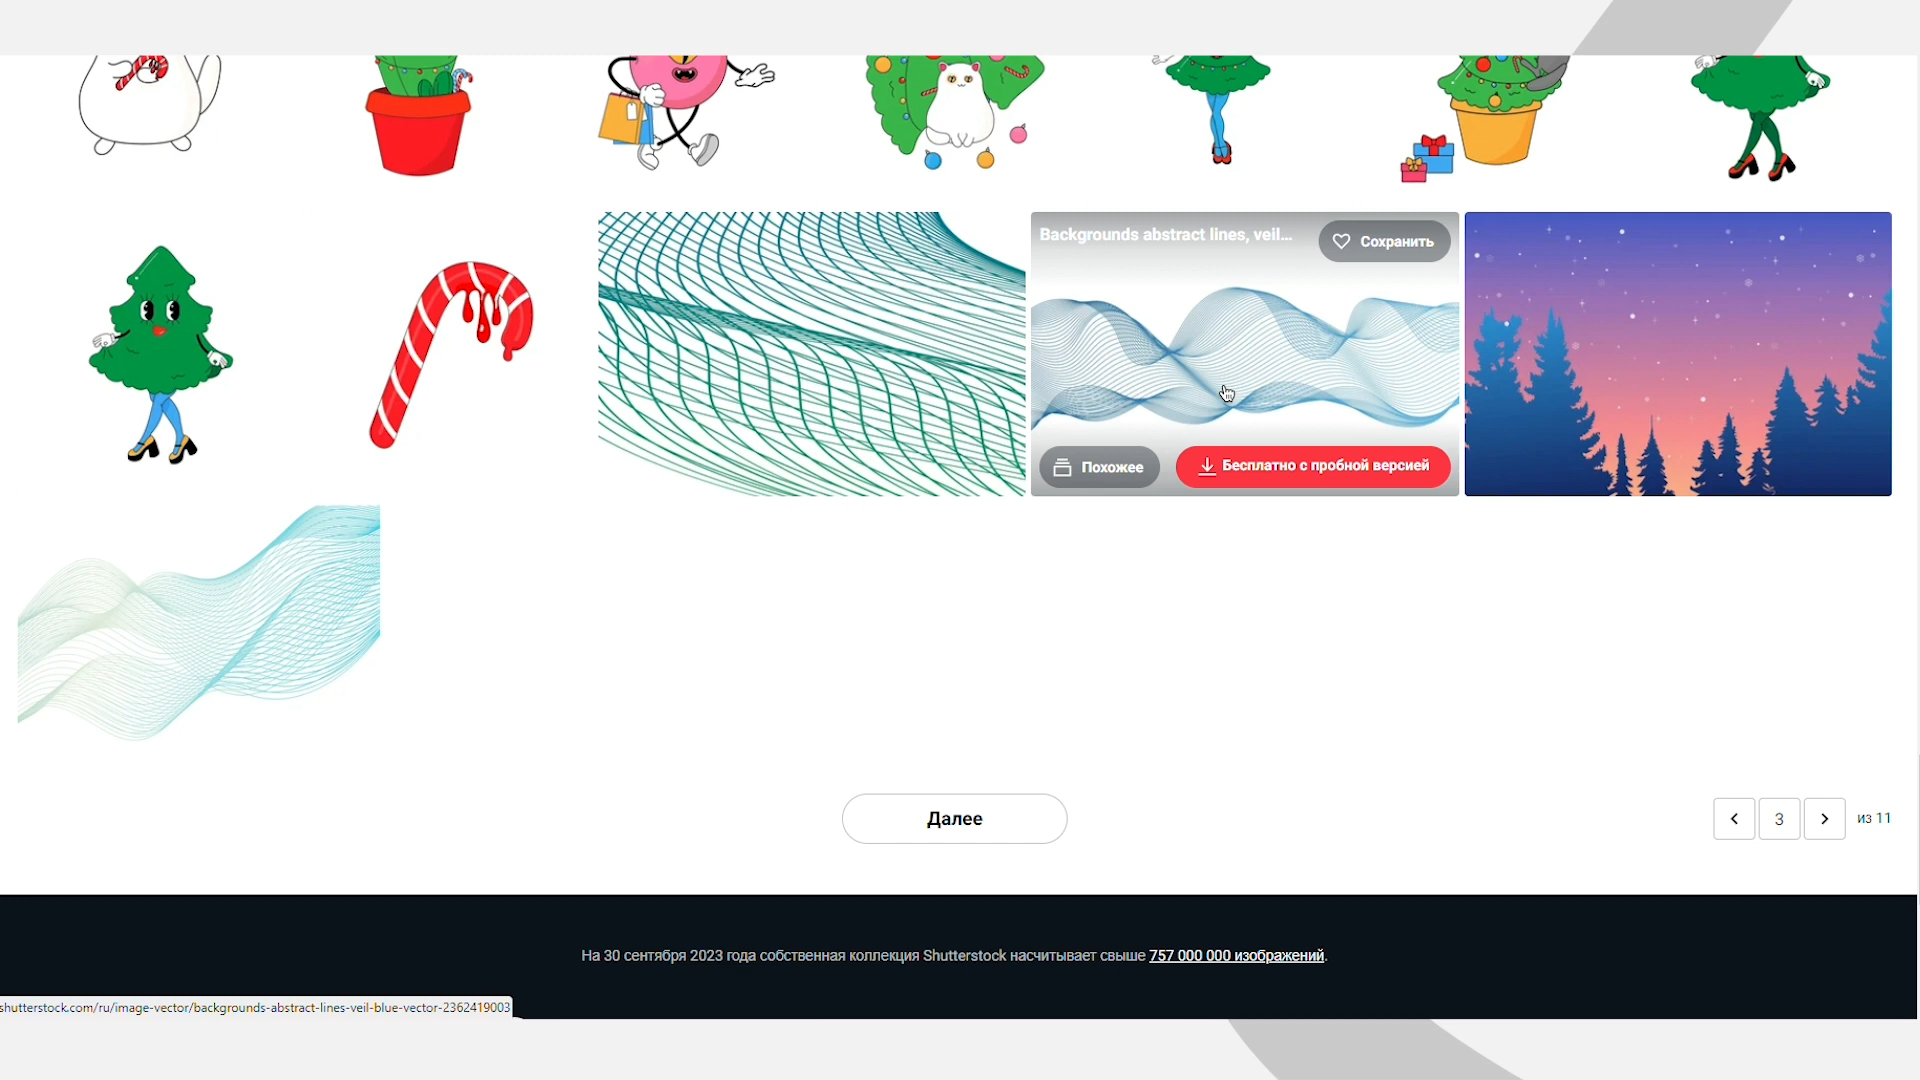 Backgrounds abstract lines, veil...
Сохранить
Похожее
Бесплатно с пробной версией
Далее
3
из 11
На 30 сентября 2023 года собственная коллекция Shutterstock насчитывает свыше 757 000 000 изображений.
shutterstock.com/ru/image-vector/backgrounds-abstract-lines-veil-blue-vector-2362419003